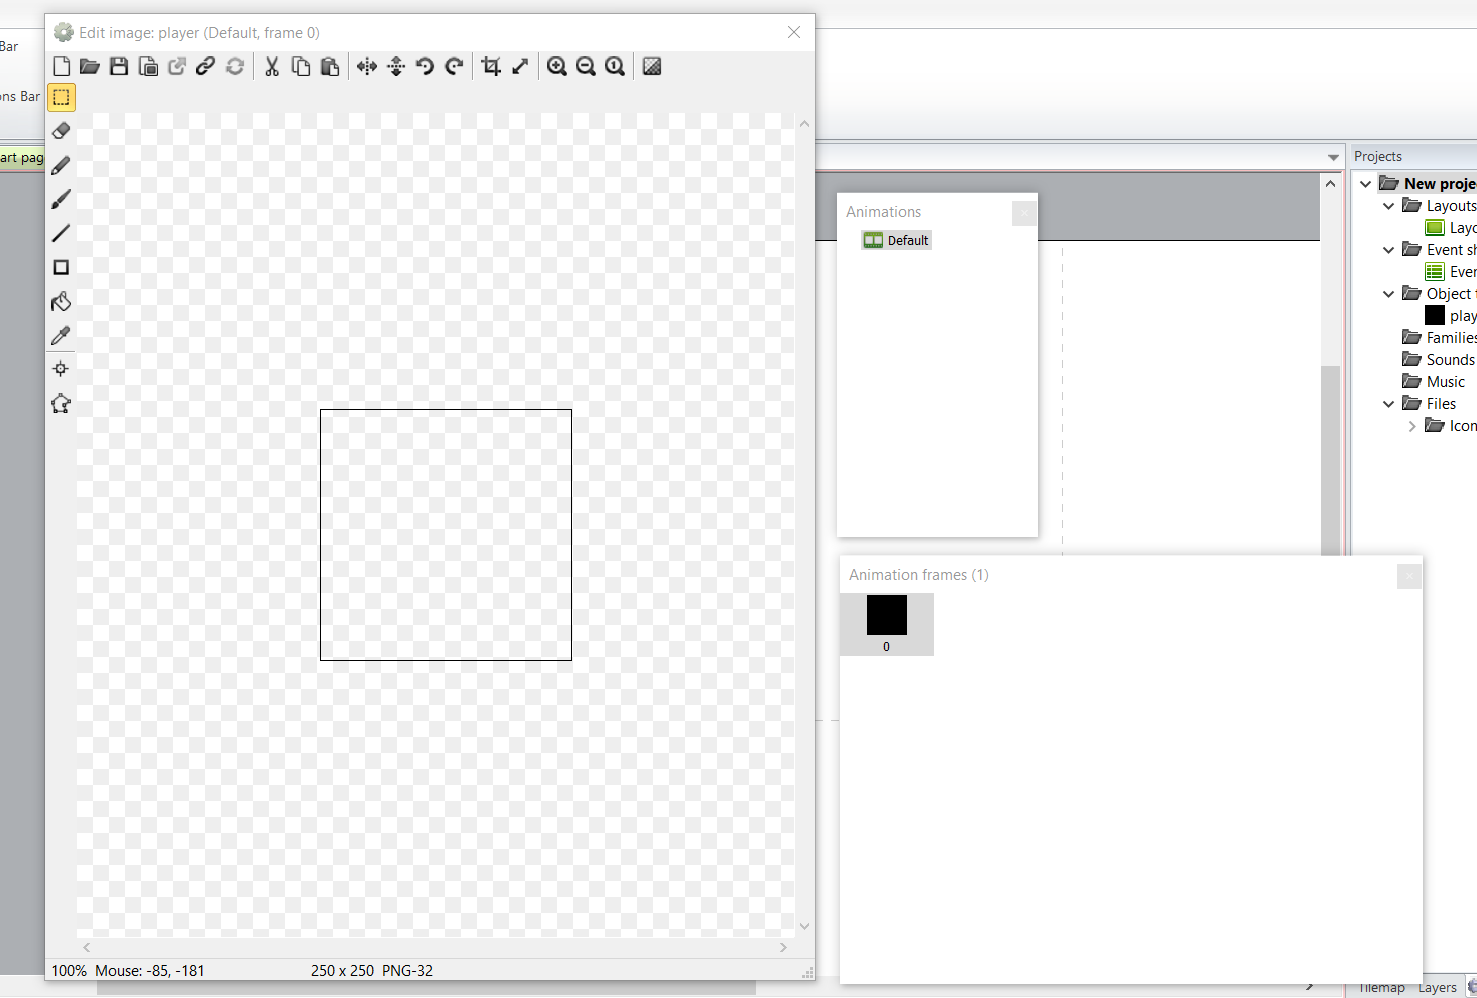 Bar
Edit image: player (Default, frame 0)
ons Bar
art pag
Projects
New proje
Layouts
Layo
Event sh
Even
Object t
play
Families
Sounds
Music
Files
Icon
Animations
Default
Animation frames (1)
0
100% Mouse: -85, -181 250 x 250 PNG-32
Tilemap Layers